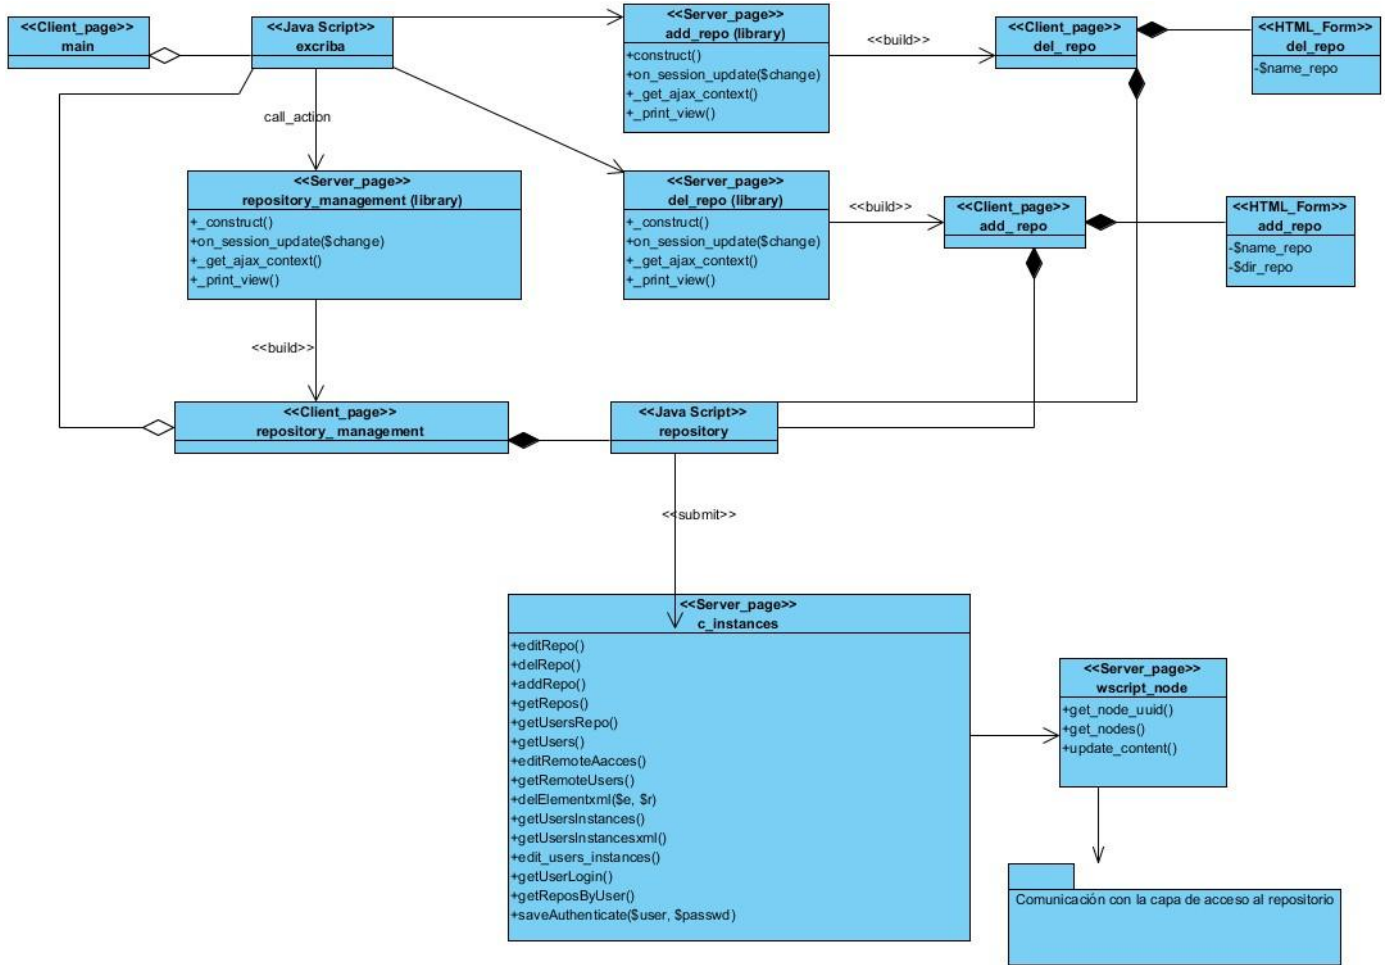 <<Client_page>>
main
<<Java Script>>
excriba
<<Server_page>>
add_repo (library)
+construct()
+on_session_update($change)
+_get_ajax_context()
+_print_view()
<<build>>
<<Client_page>>
del_ repo
<<HTML_Form>>
del_repo
-$name_repo
call_action
<<Server_page>>
repository_management (library)
+_construct()
+on_session_update($change)
+_get_ajax_context()
+_print_view()
<<Server_page>>
del_repo (library)
+_construct()
+on_session_update($change)
+_get_ajax_context()
+_print_view()
<<build>>
<<Client_page>>
add_ repo
<<HTML_Form>>
add_repo
-$name_repo
-$dir_repo
<<build>>
<<Client_page>>
repository_ management
<<Java Script>>
repository
<<submit>>
<<Server_page>>
c_instances
+editRepo()
+delRepo()
+addRepo()
+getRepos()
+getUsersRepo()
+getUsers()
+editRemoteAacces()
+getRemoteUsers()
+delElementxml($e, $r)
+getUsersInstances()
+getUsersInstancesxml()
+edit_users_instances()
+getUserLogin()
+getReposByUser()
+saveAuthenticate($user, $passwd)
<<Server_page>>
wscript_node
+get_node_uuid()
+get_nodes()
+update_content()
Comunicación con la capa de acceso al repositorio